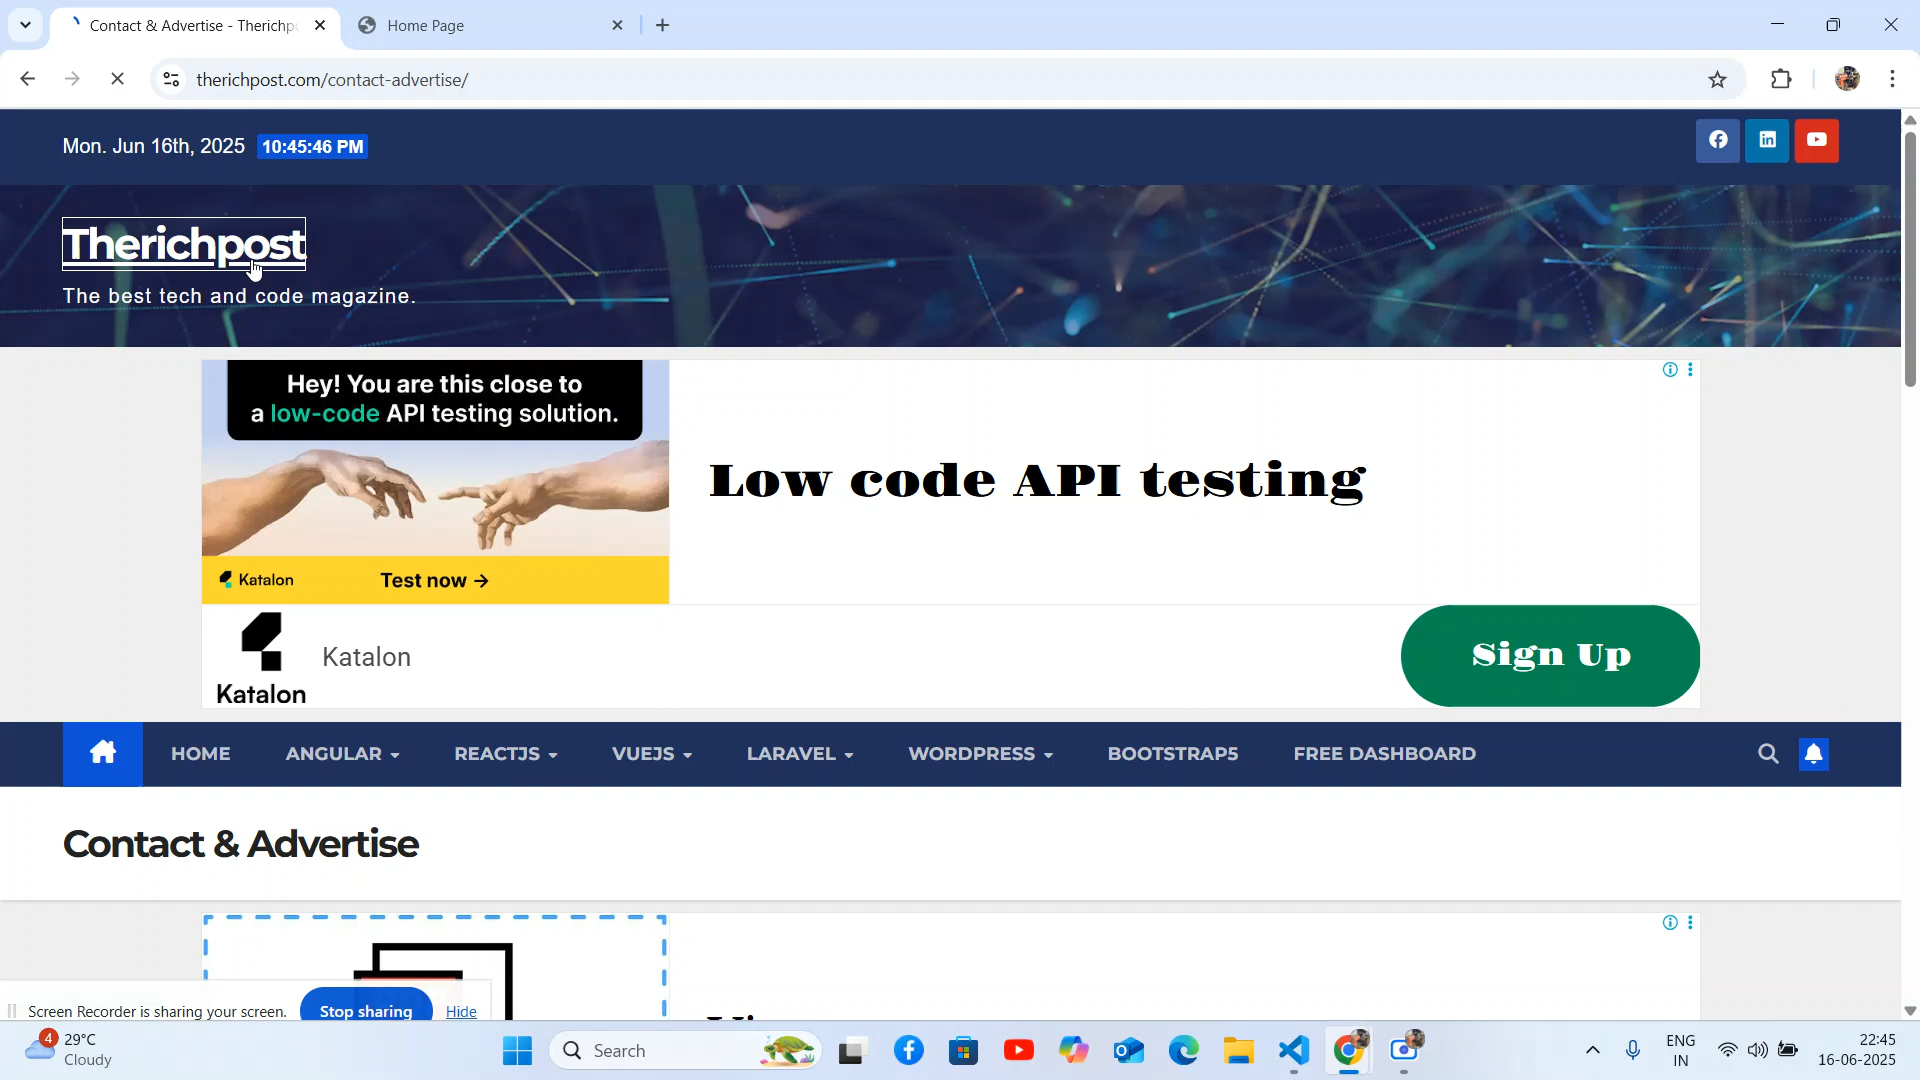 Contact & Advertise - Therichpo
Home Page
therichpost.com/contact-advertise/
Mon. Jun 16th, 2025 10:45:46 PM
Therichpost
The best tech and code magazine.
Hey! You are this close to
a low-code API testing solution.
Low code API testing
Katalon Test now →
Katalon
Katalon
Sign Up
HOME ANGULAR REACTJS VUEJS LARAVEL WORDPRESS BOOTSTRAP5 FREE DASHBOARD
Contact & Advertise
Screen Recorder is sharing your screen. Stop sharing Hide
4
29°C
Cloudy
Search
ENG
IN
22:45
16-06-2025